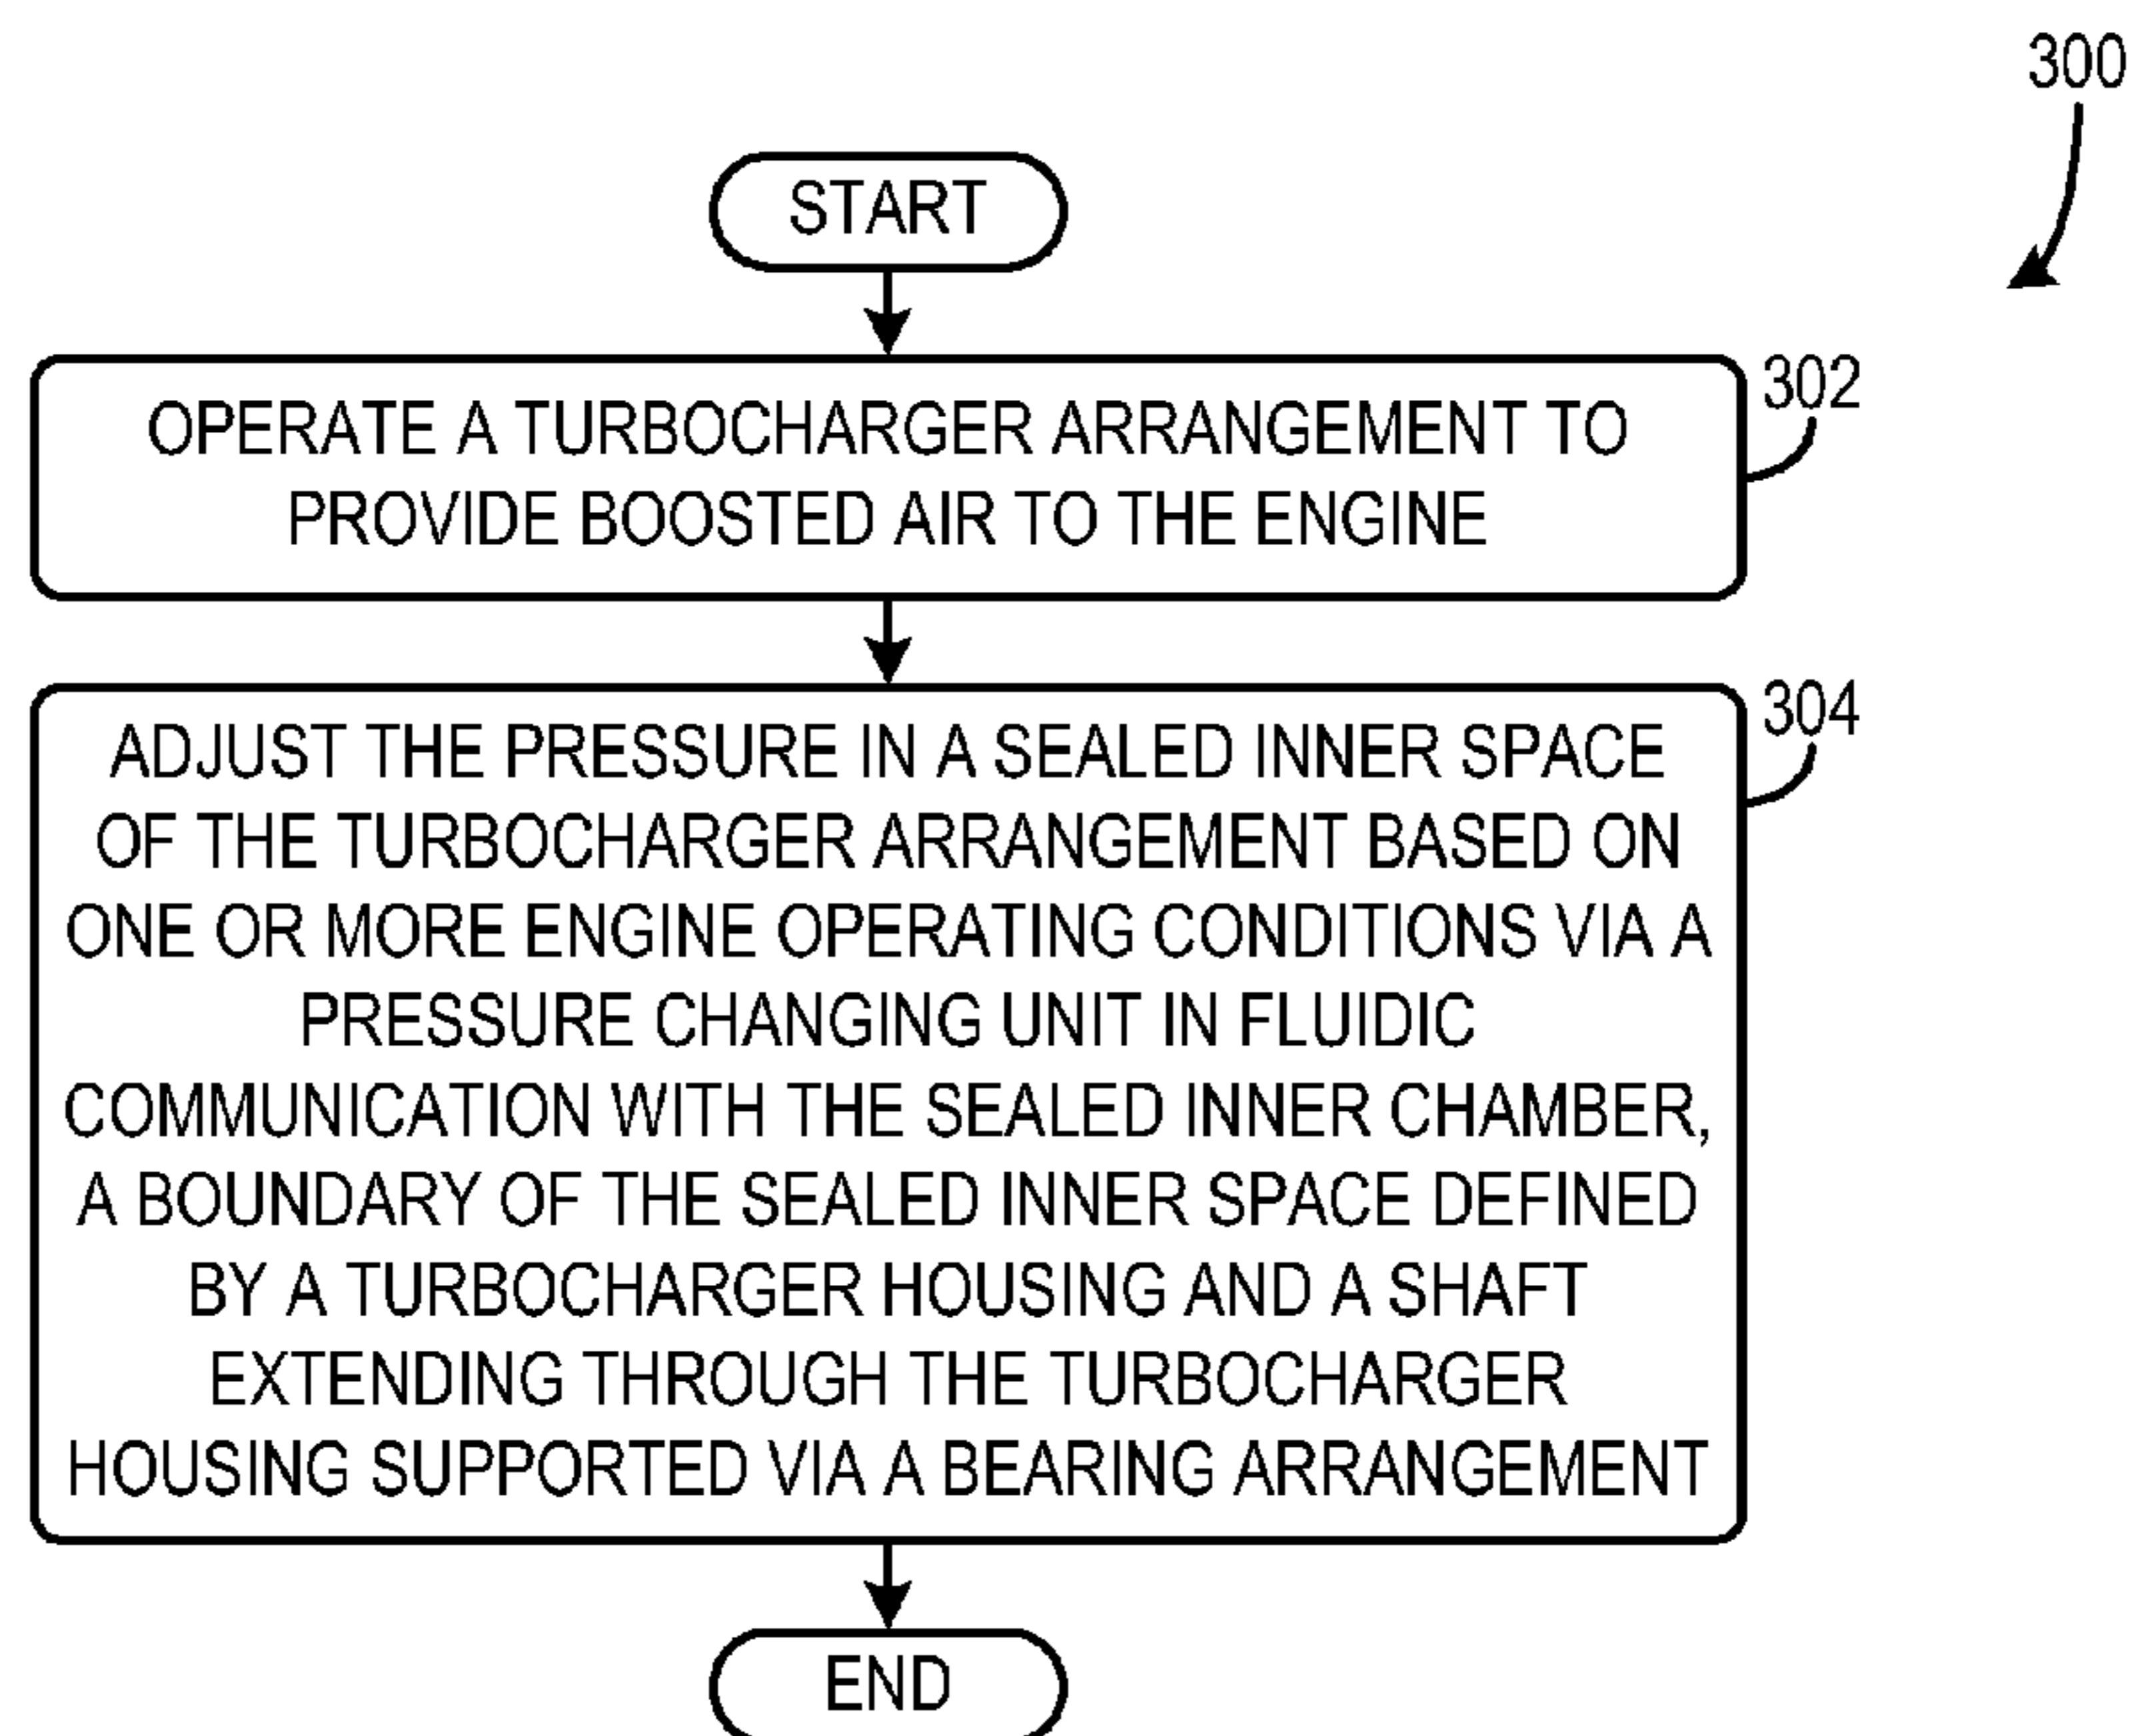 300
START
302
OPERATE A TURBOCHARGER ARRANGEMENT TO
PROVIDE BOOSTED AIR TO THE ENGINE
304
ADJUST THE PRESSURE IN A SEALED INNER SPACE
OF THE TURBOCHARGER ARRANGEMENT BASED ON
ONE OR MORE ENGINE OPERATING CONDITIONS VIA A
PRESSURE CHANGING UNIT IN FLUIDIC
COMMUNICATION WITH THE SEALED INNER CHAMBER,
A BOUNDARY OF THE SEALED INNER SPACE DEFINED
BY A TURBOCHARGER HOUSING AND A SHAFT
EXTENDING THROUGH THE TURBOCHARGER
HOUSING SUPPORTED VIA A BEARING ARRANGEMENT
END